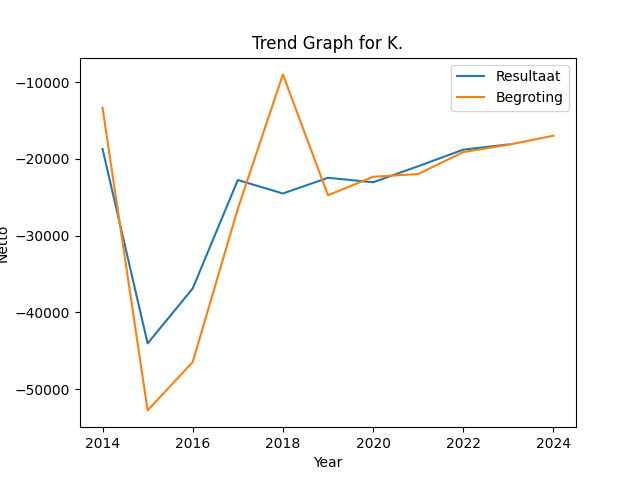 Trend Graph for K.
Resultaat
Begroting
−10000
−20000
−30000
−40000
−50000
Netto
2014 2016 2018 2020 2022 2024
Year